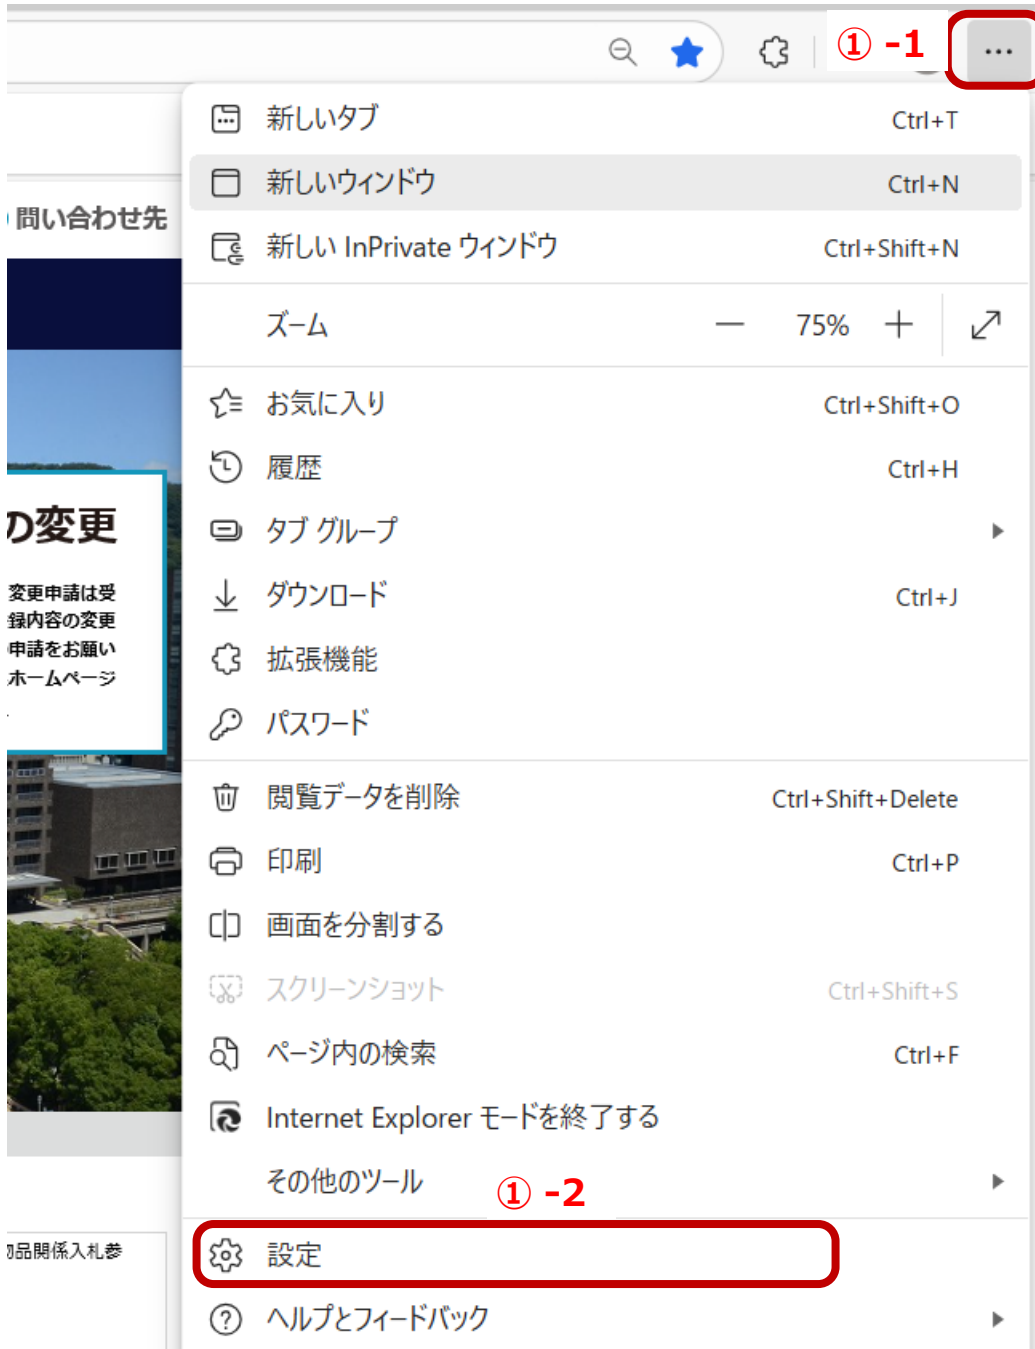 ① -1
新しいタブ Ctrl+T
新しいウィンドウ Ctrl+N
問い合わせ先
新しい InPrivate ウィンドウ Ctrl+Shift+N
ズーム 75%
お気に入り Ctrl+Shift+O
履歴 Ctrl+H
の変更
タブ グループ
変更申請は受
録内容の変更
申請をお願い
ホームページ
ダウンロード Ctrl+J
拡張機能
パスワード
閲覧データを削除 Ctrl+Shift+Delete
印刷 Ctrl+P
画面を分割する
スクリーンショット Ctrl+Shift+S
ページ内の検索 Ctrl+F
Internet Explorer モードを終了する
その他のツール
① -2
品関係入札参
設定
ヘルプとフィードバック